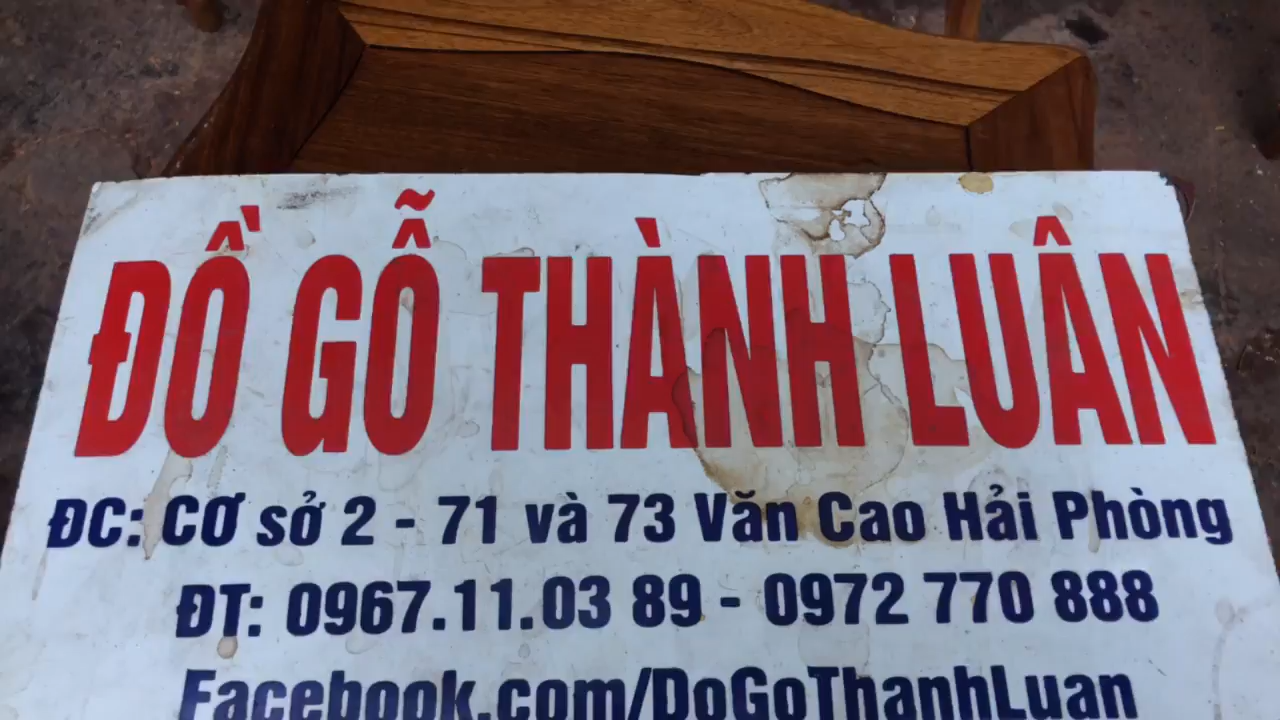 ĐỒ GỖ THÀNH LUÂN
ĐC: CƠ sở 2 - 71 và 73 Văn Cao Hải Phòng
ĐT: 0967.11.03 89 - 0972 770 888
Facebook.com/DoGoThanhLuan